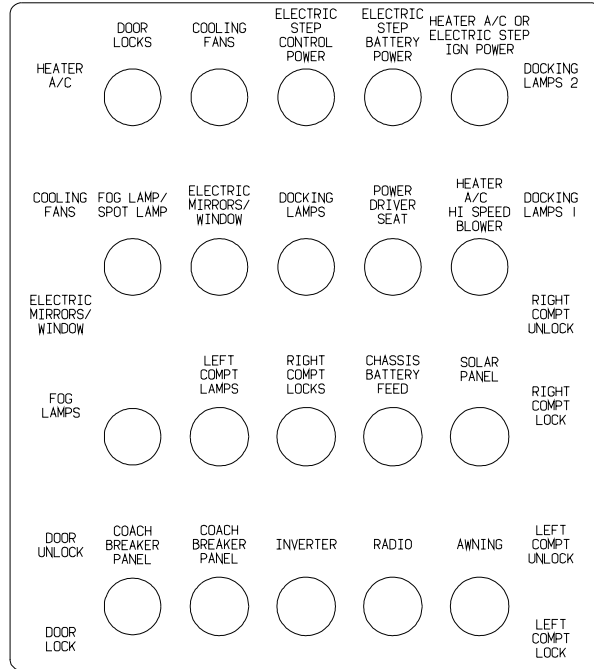 DOOR
LOCKS
COOLING
FANS
ELECTRIC
STEP
CONTROL
POWER
ELECTRIC
STEP
BATTERY
POWER
HEATER A/C OR
ELECTRIC STEP
IGN POWER
HEATER
A/C
DOCKING
LAMPS 2
COOLING
FANS
FOG LAMP/
SPOT LAMP
ELECTRIC
MIRRORS/
WINDOW
DOCKING
LAMPS
POWER
DRIVER
SEAT
HEATER
A/C
HI SPEED
BLOWER
DOCKING
LAMPS 1
ELECTRIC
MIRRORS/
WINDOW
RIGHT
COMPT
UNLOCK
FOG
LAMPS
LEFT
COMPT
LAMPS
RIGHT
COMPT
LOCKS
CHASSIS
BATTERY
FEED
SOLAR
PANEL
RIGHT
COMPT
LOCK
DOOR
UNLOCK
COACH
BREAKER
PANEL
COACH
BREAKER
PANEL
INVERTER
RADIO
AWNING
LEFT
COMPT
UNLOCK
DOOR
LOCK
LEFT
COMPT
LOCK